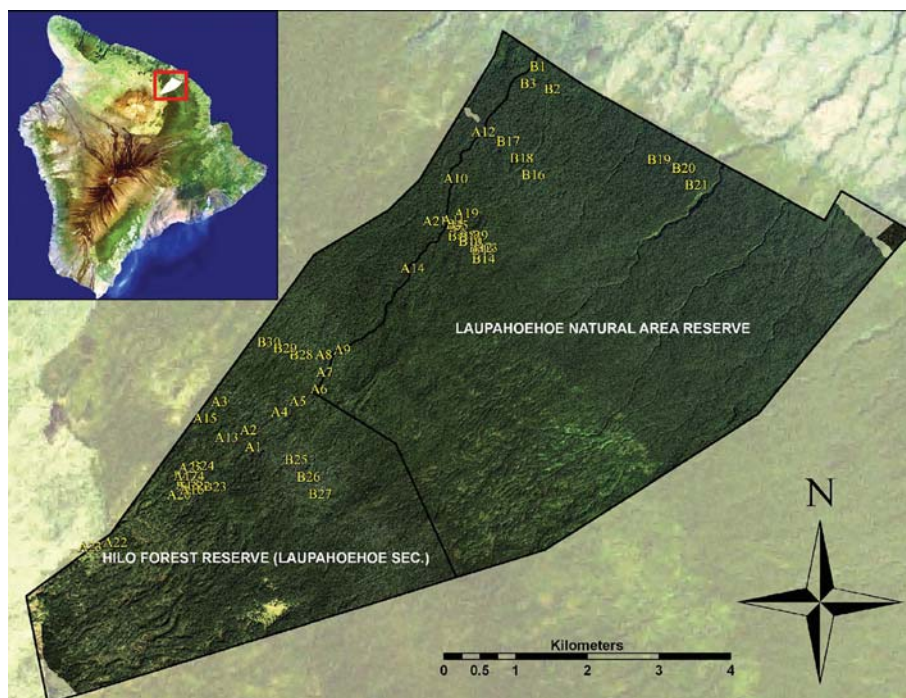 B1
B3
B2
A12
B17
B18
B16
B19
B20
B21
A10
A19
A21
B14
A14
LAUPAHOEHOE NATURAL AREA RESERVE
B30
B29
B28
A8
A9
A7
A6
A5
A4
A3
A15
A2
A13
A1
B25
B26
B27
B24
B23
A22
HILO FOREST RESERVE (LAUPAHOEHOE SEC.)
N
Kilometers
0 0.5 1 2 3 4